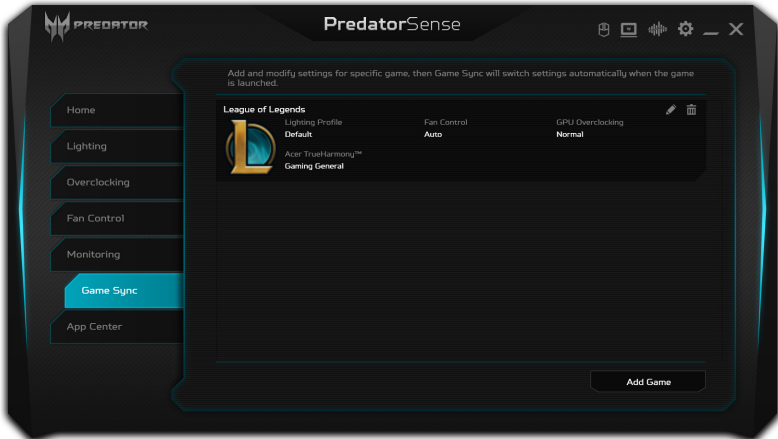 PREDATOR
PredatorSense
Add and modify settings for specific game, then Game Sync will switch settings automatically when the game
is launched.
Home
Lighting
Overclocking
Fan Control
Monitoring
Game Sync
App Center
League of Legends
Lighting Profile
Default
Fan Control
Auto
GPU Overclocking
Normal
Acer TrueHarmony™
Gaming General
Add Game